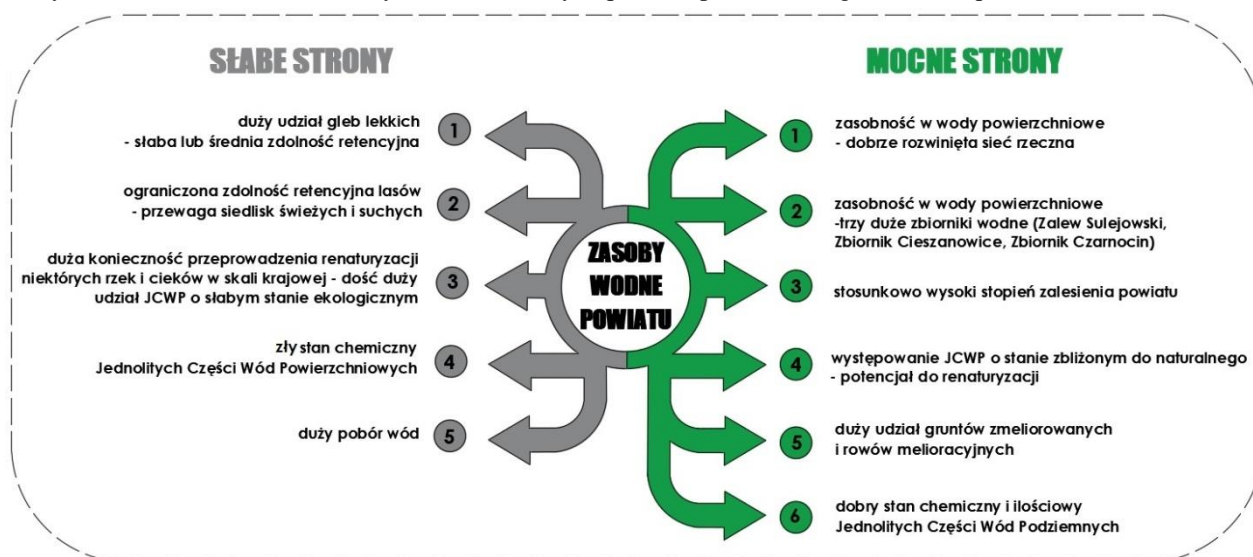 SŁABE STRONY
1
duży udział gleb lekkich
- słaba lub średnia zdolność retencyjna
2
ograniczona zdolność retencyjna lasów
- przewaga siedlisk świeżych i suchych
3
duża konieczność przeprowadzenia renaturyzacji
niektórych rzek i cieków w skali krajowej - dość duży
udział JCWP o słabym stanie ekologicznym
4
zły stan chemiczny
Jednolitych Części Wód Powierzchniowych
5
duży pobór wód
ZASOBY
WODNE
POWIATU
MOCNE STRONY
1
zasobność w wody powierzchniowe
- dobrze rozwinięta sieć rzeczna
2
zasobność w wody powierzchniowe
-trzy duże zbiorniki wodne (Zalew Sulejowski,
Zbiornik Cieszanowice, Zbiornik Czarnocin)
3
stosunkowo wysoki stopień zalesienia powiatu
4
występowanie JCWP o stanie zbliżonym do naturalnego
- potencjał do renaturyzacji
5
duży udział gruntów zmeliorowanych
i rowów melioracyjnych
6
dobry stan chemiczny i ilościowy
Jednolitych Części Wód Podziemnych